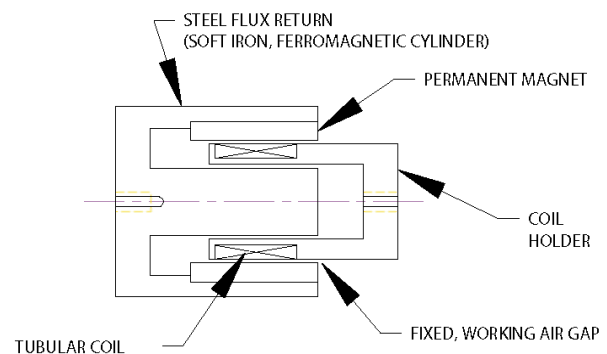 STEEL FLUX RETURN
(SOFT IRON, FERROMAGNETIC CYLINDER)
PERMANENT MAGNET
COIL
HOLDER
FIXED, WORKING AIR GAP
TUBULAR COIL